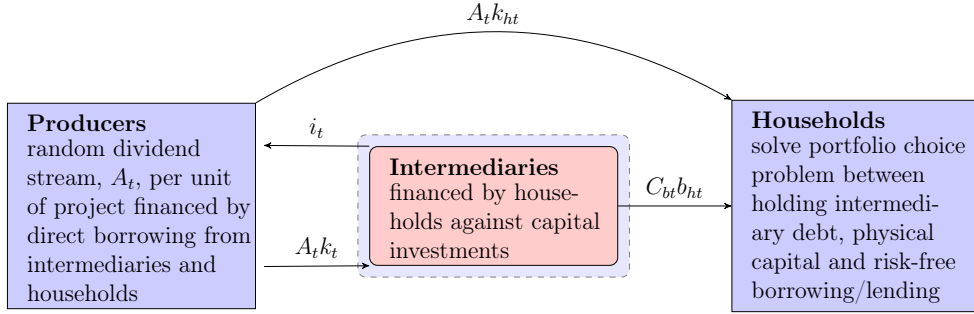 A_t k_{ht}
Producers
random dividend
stream, A_t, per unit
of project financed by
direct borrowing from
intermediaries and
households
i_t
A_t k_t
Intermediaries
financed by house-
holds against capital
investments
C_{bt} b_{ht}
Households
solve portfolio choice
problem between
holding intermedi-
ary debt, physical
capital and risk-free
borrowing/lending